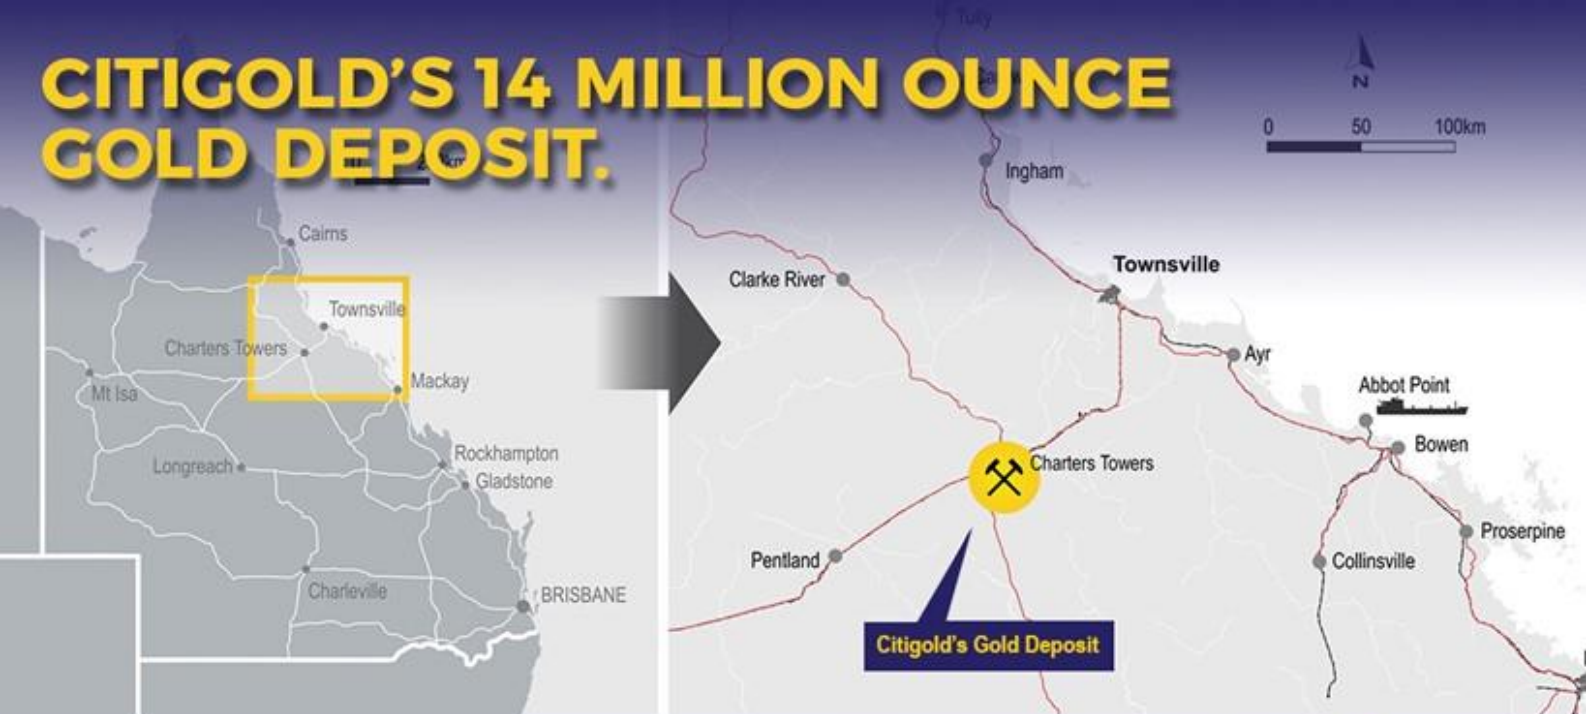 CITIGOLD'S 14 MILLION OUNCE
GOLD DEPOSIT.
Cairns
Townsville
Charters Towers
Mackay
Mt Isa
Rockhampton
Longreach
Gladstone
Charleville
BRISBANE
Tully
N
0 50 100km
Ingham
Townsville
Clarke River
Ayr
Abbot Point
Bowen
Charters Towers
Proserpine
Pentland
Collinsville
Citigold's Gold Deposit